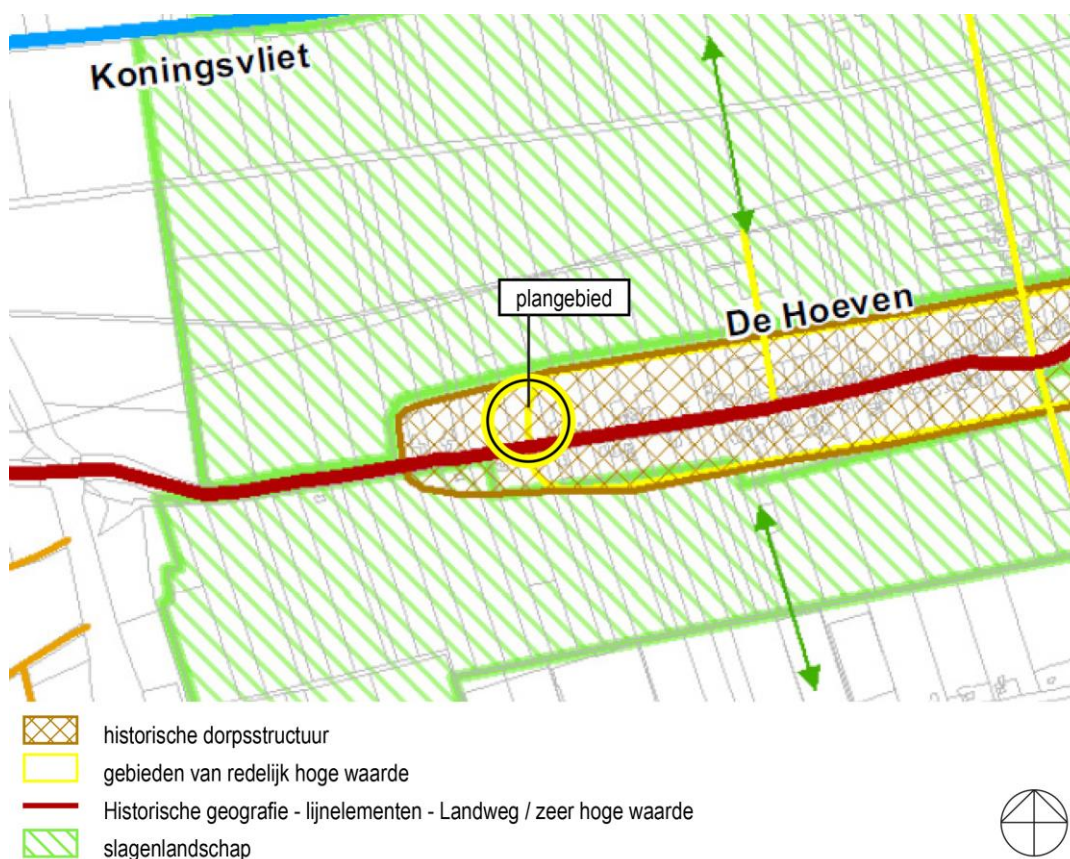 Koningsvliet
plangebied
De Hoeven
historische dorpsstructuur
gebieden van redelijk hoge waarde
Historische geografie - lijnelementen - Landweg / zeer hoge waarde
slagenlandschap